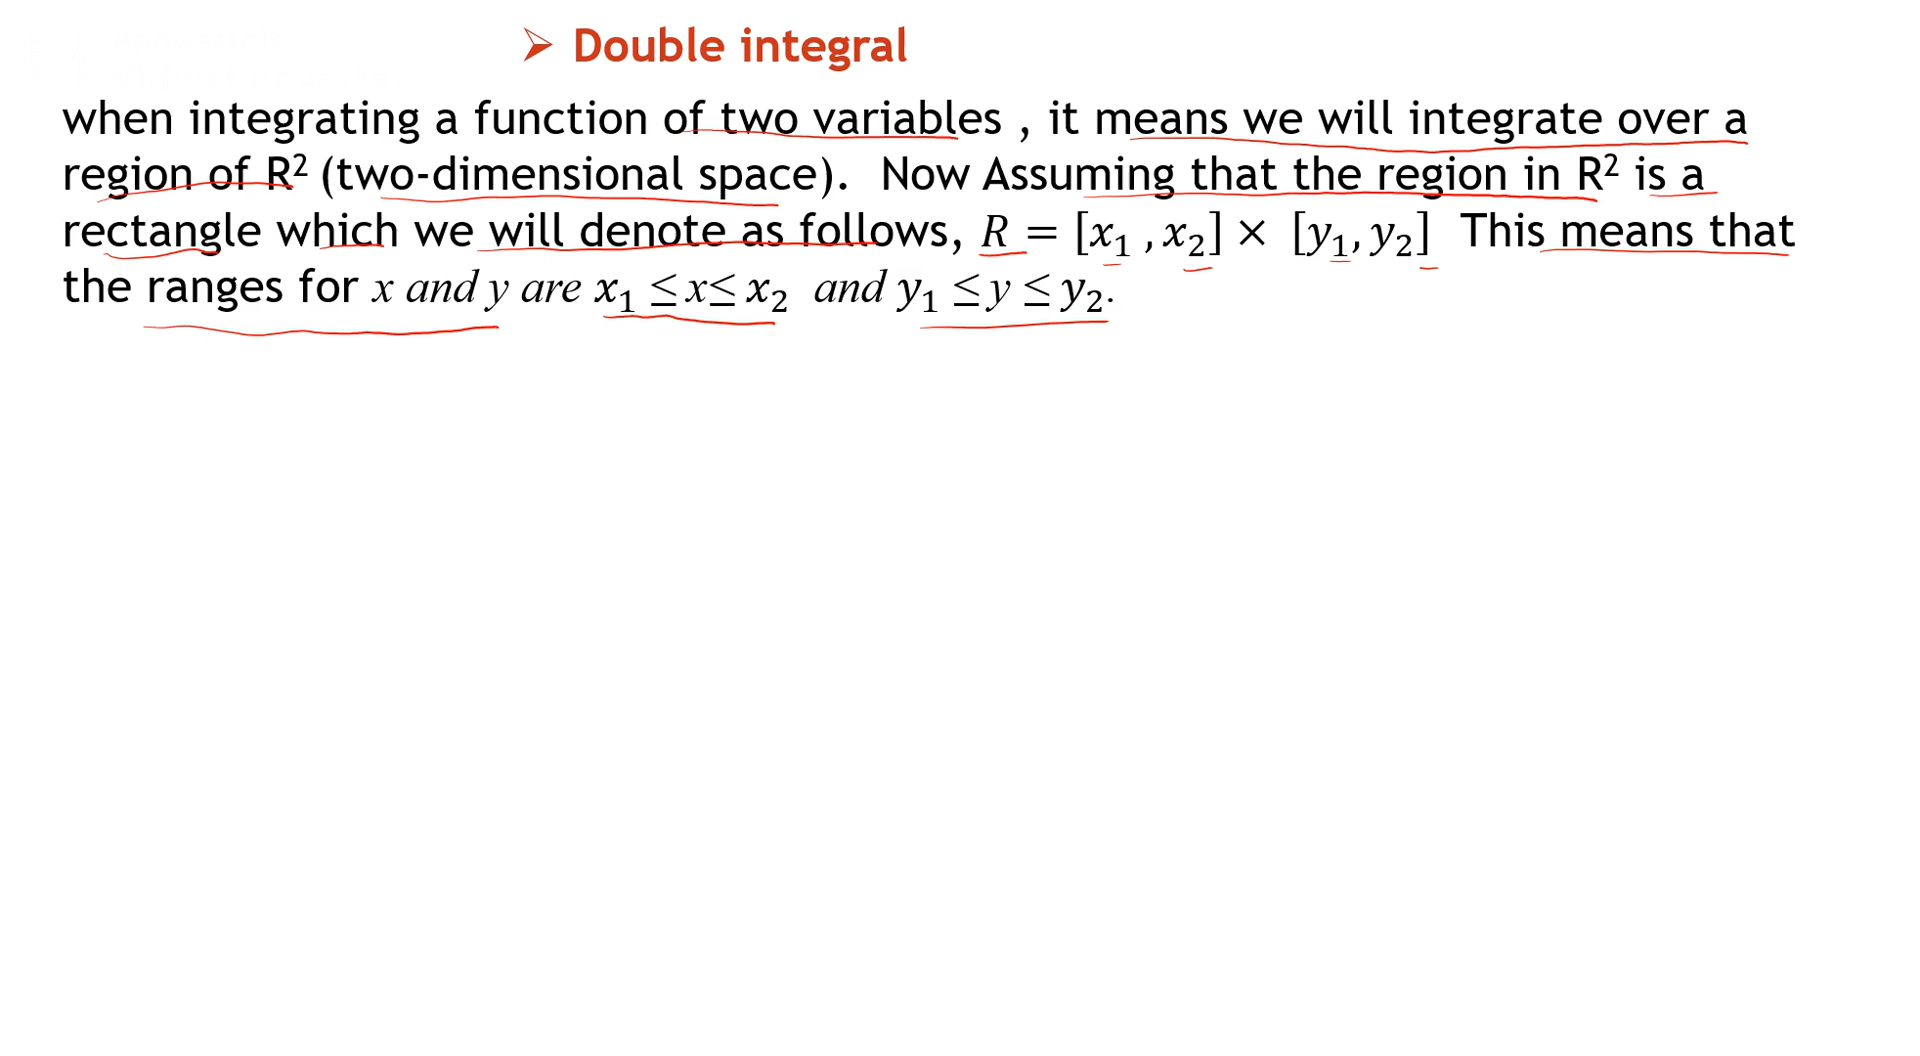 ➢ Double integral
when integrating a function of two variables , it means we will integrate over a
region of R² (two-dimensional space). Now Assuming that the region in R² is a
rectangle which we will denote as follows, R = [x₁ ,x₂] × [y₁, y₂] This means that
the ranges for x and y are x₁ ≤x≤ x₂ and y₁ ≤y ≤ y₂.